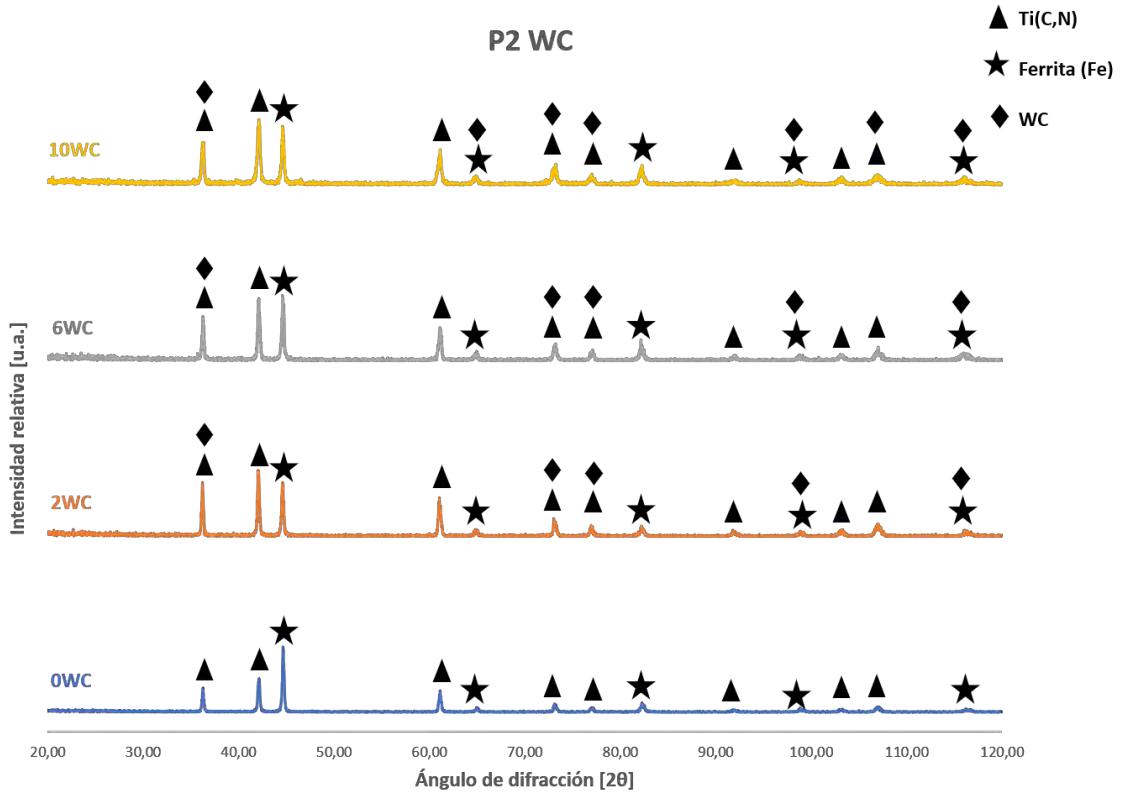 P2 WC
Ti(C,N)
Ferrita (Fe)
WC
10WC
6WC
2WC
0WC
Intensidad relativa [u.a.]
20,00 30,00 40,00 50,00 60,00 70,00 80,00 90,00 100,00 110,00 120,00
Ángulo de difracción [2θ]